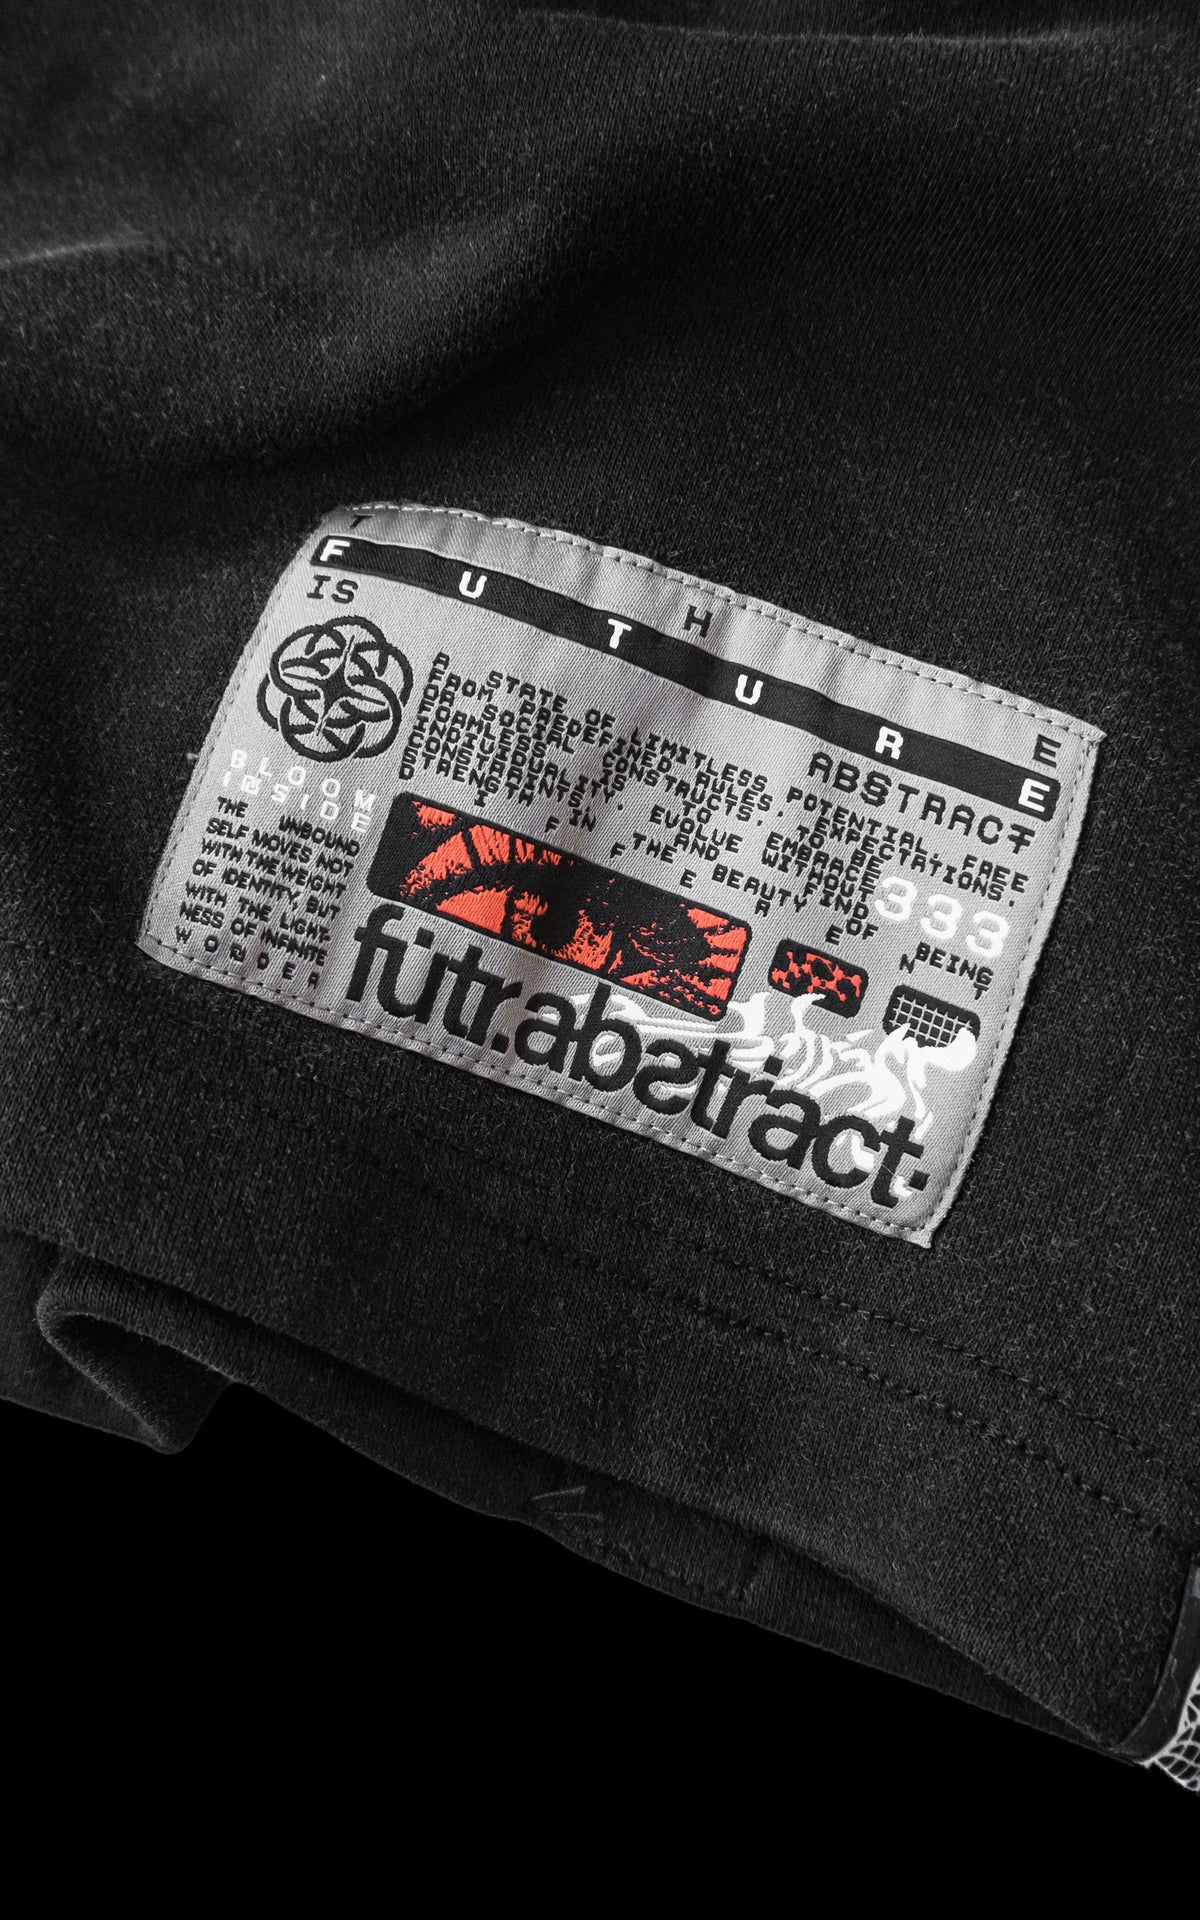 T H E
F U T U R E
IS ABSTRACT
A STATE OF LIMITLESS POTENTIAL FREE
FROM PREDEFINED RULES, EXPECTATIONS,
OR SOCIAL CONSTRUCTS. TO BE
FORMLESS IS TO EMBRACE
INDIVIDUALITY, EVOLVE WITHOUT
CONSTRAINTS, AND FIND
STRENGTH IN THE BEAUTY OF BEING
D I F F E R E N T
333
BLOOM
INSIDE
THE UNBOUND
SELF MOVES NOT
WITH THE WEIGHT
OF IDENTITY, BUT
WITH THE LIGHT-
NESS OF INFINITE
W O N D E R
fütr.abstract.